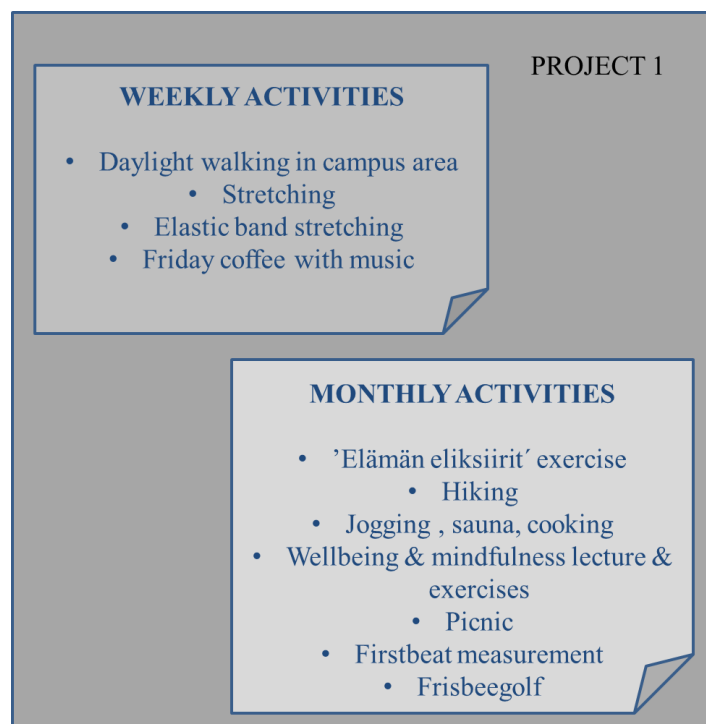 PROJECT 1
WEEKLY ACTIVITIES
• Daylight walking in campus area
• Stretching
• Elastic band stretching
• Friday coffee with music
MONTHLY ACTIVITIES
• ’Elämän eliksiirit´ exercise
• Hiking
• Jogging , sauna, cooking
• Wellbeing & mindfulness lecture &
exercises
• Picnic
• Firstbeat measurement
• Frisbeegolf